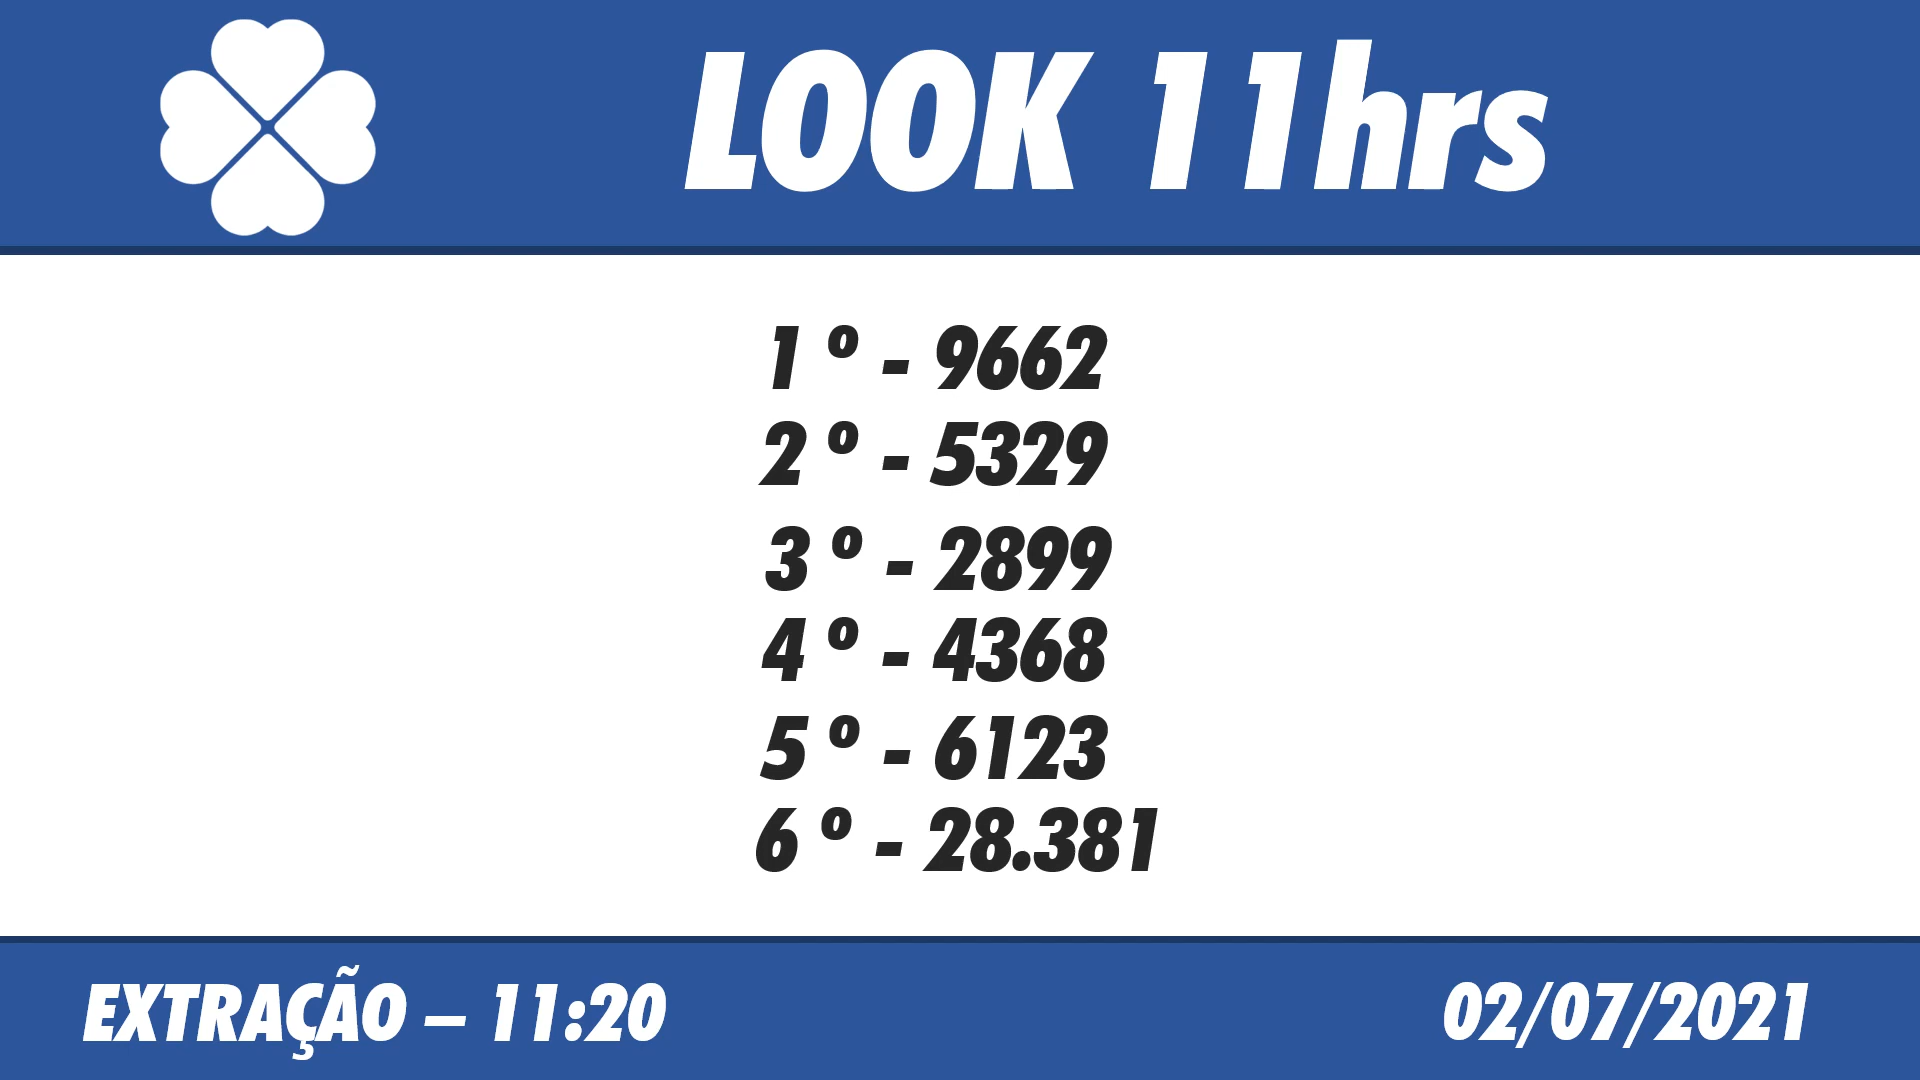 LOOK 11hrs
1 º - 9662
2 º - 5329
3 º - 2899
4 º - 4368
5 º - 6123
6 º - 28.381
EXTRAÇÃO – 11:20
02/07/2021